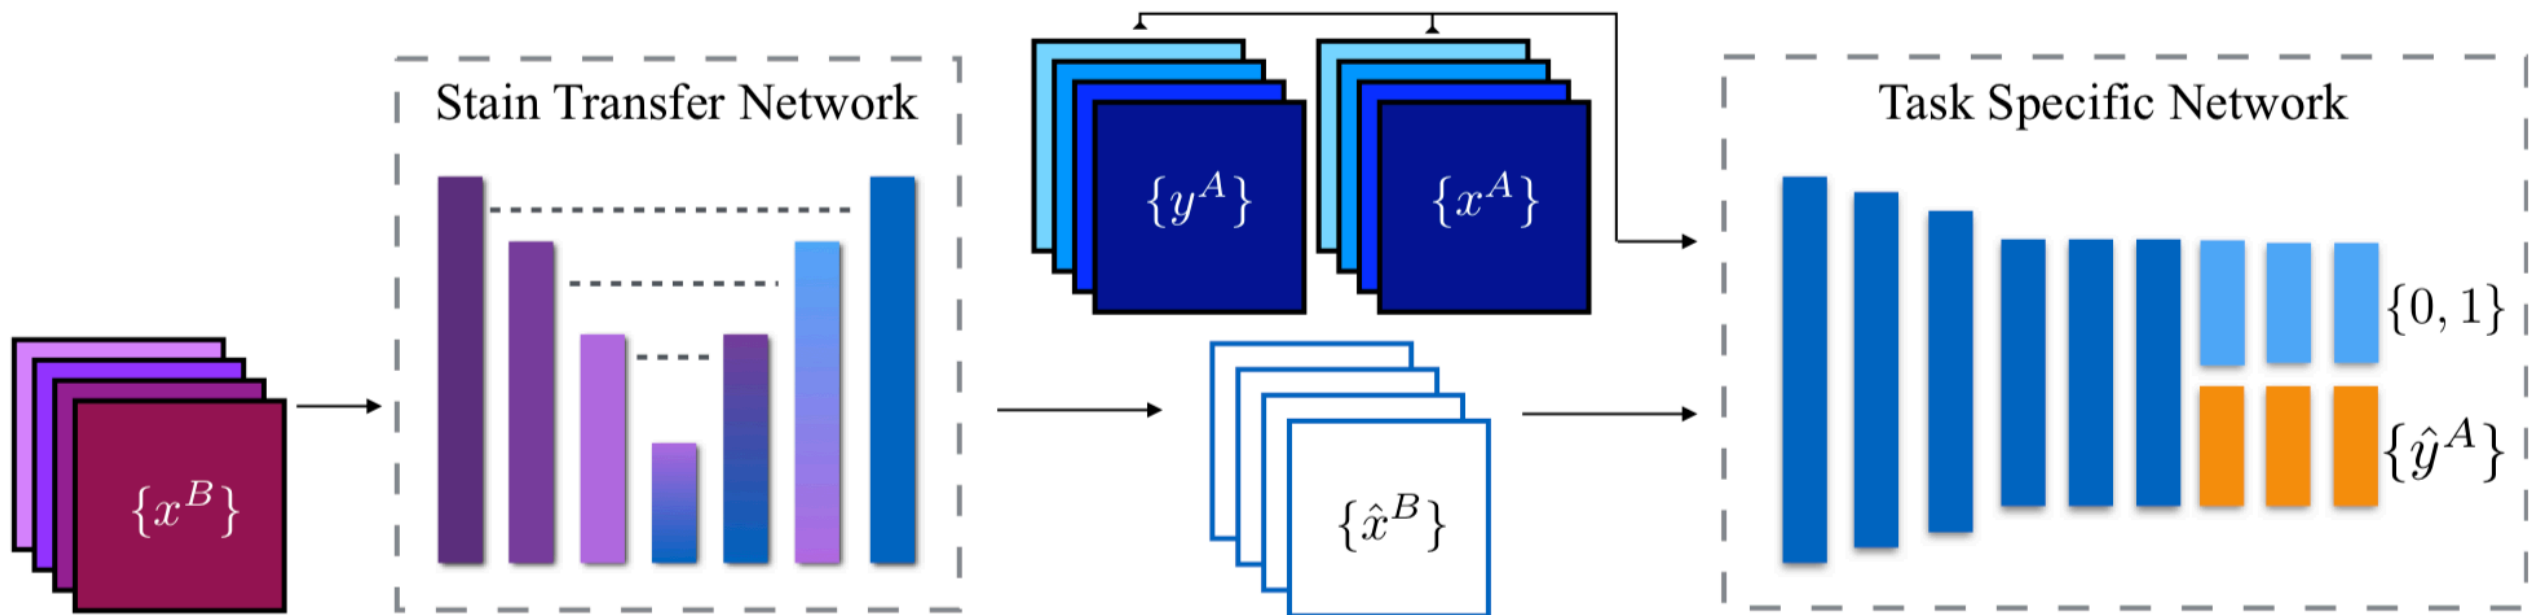 Stain Transfer Network
Task Specific Network
{y^A}
{x^A}
{x^B}
{x̂^B}
{0, 1}
{ŷ^A}